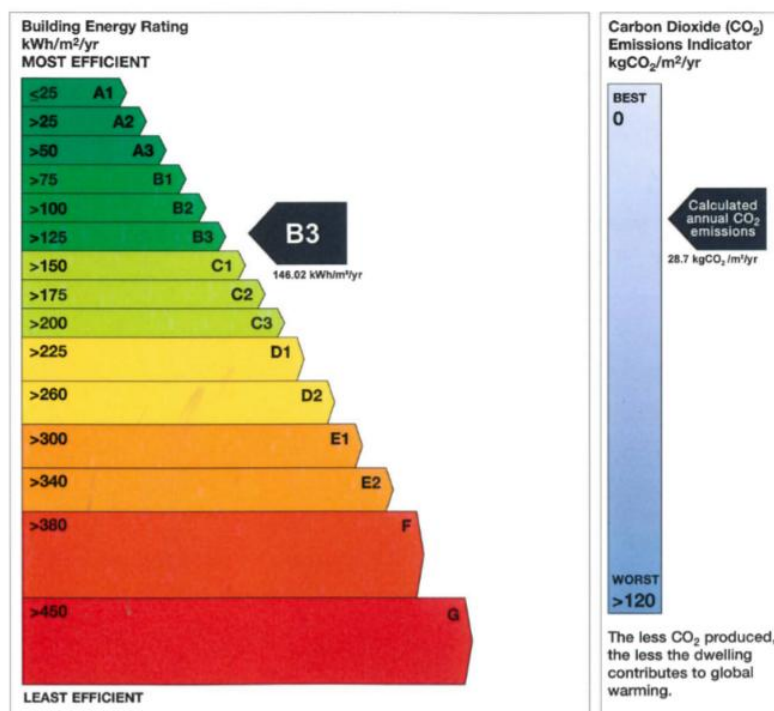 Building Energy Rating
kWh/m²/yr
MOST EFFICIENT
≤25 A1
>25 A2
>50 A3
>75 B1
>100 B2
>125 B3
>150 C1
>175 C2
>200 C3
>225 D1
>260 D2
>300 E1
>340 E2
>380 F
>450 G
LEAST EFFICIENT
B3
146.02 kWh/m²/yr
Carbon Dioxide (CO₂)
Emissions Indicator
kgCO₂/m²/yr
BEST
0
Calculated
annual CO₂
emissions
28.7 kgCO₂/m²/yr
WORST
>120
The less CO₂ produced,
the less the dwelling
contributes to global
warming.